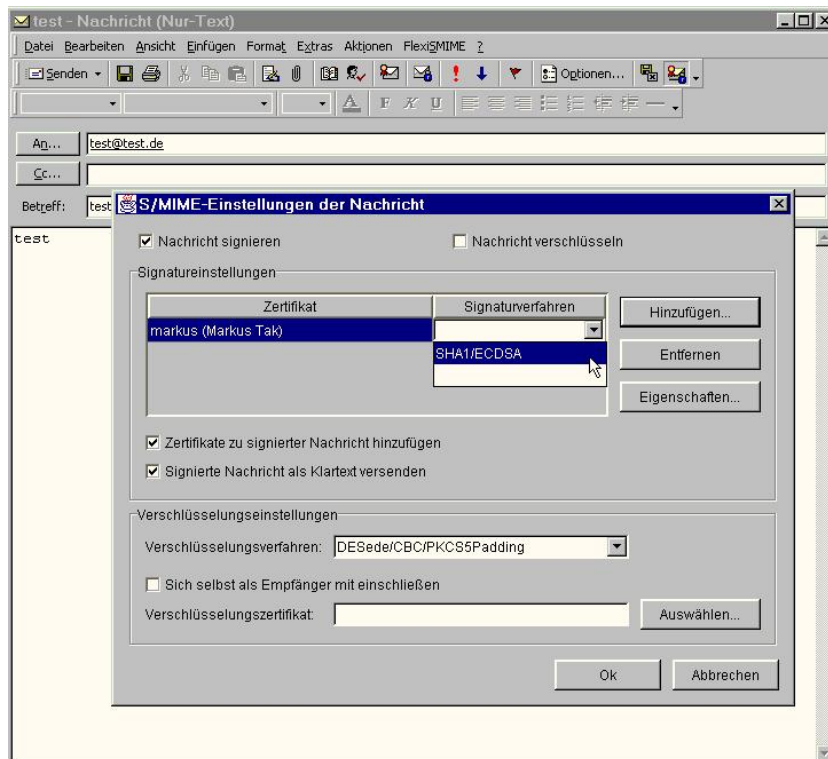 test - Nachricht (Nur-Text)
Datei Bearbeiten Ansicht Einfügen Format Extras Aktionen FlexiSMIME ?
Senden Optionen...
A F K U
An... test@test.de
Cc...
Betreff: test
S/MIME-Einstellungen der Nachricht
test
Nachricht signieren Nachricht verschlüsseln
Signatureinstellungen
Zertifikat Signaturverfahren Hinzufügen...
markus (Markus Tak)
SHA1/ECDSA Entfernen
Eigenschaften...
Zertifikate zu signierter Nachricht hinzufügen
Signierte Nachricht als Klartext versenden
Verschlüsselungseinstellungen
Verschlüsselungsverfahren: DESede/CBC/PKCS5Padding
Sich selbst als Empfänger mit einschließen
Verschlüsselungszertifikat: Auswählen...
Ok Abbrechen